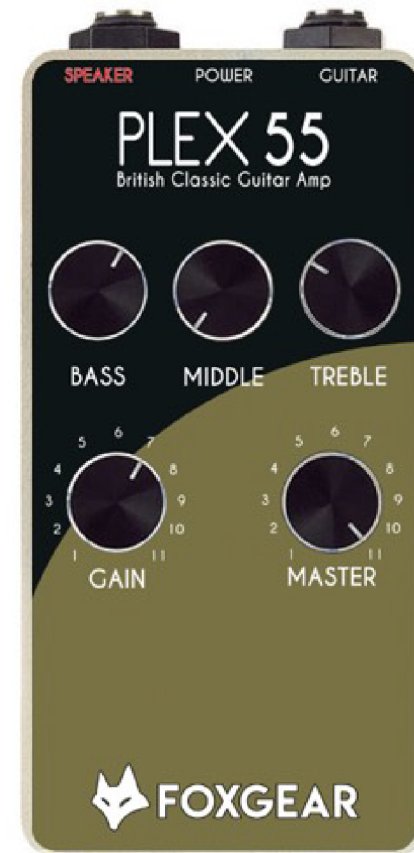 SPEAKER POWER GUITAR
PLEX 55
British Classic Guitar Amp
BASS MIDDLE TREBLE
1 2 3 4 5 6 7 8 9 10 11
1 2 3 4 5 6 7 8 9 10 11
GAIN MASTER
FOXGEAR